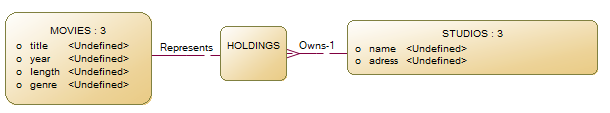 MOVIES : 3
o title <Undefined>
o year <Undefined>
o length <Undefined>
o genre <Undefined>
Represents
HOLDINGS
Owns-1
STUDIOS : 3
o name <Undefined>
o adress <Undefined>